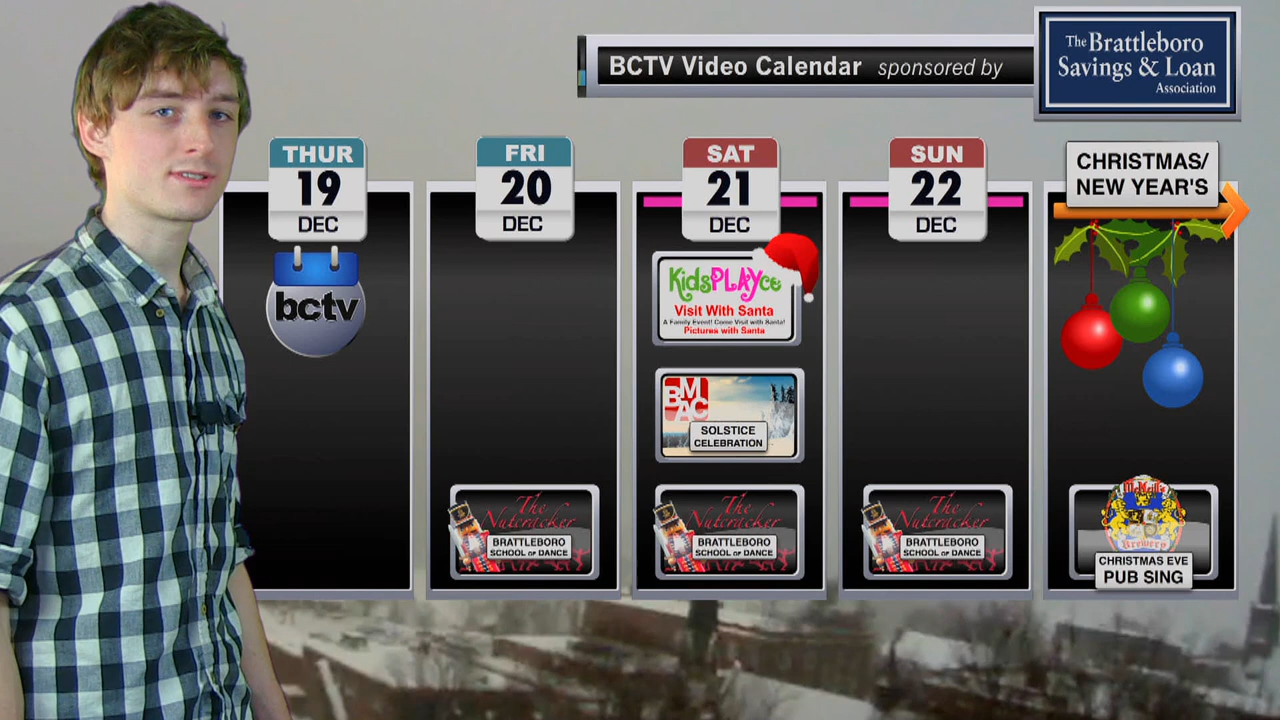 BCTV Video Calendar sponsored by
The Brattleboro
Savings & Loan
Association
THUR
19
DEC
bctv
FRI
20
DEC
The
Nutcracker
BRATTLEBORO
SCHOOL OF DANCE
SAT
21
DEC
KidsPLAYce
Visit With Santa
A Family Event! Come Visit with Santa!
Pictures with Santa
BMAC
SOLSTICE
CELEBRATION
The
Nutcracker
BRATTLEBORO
SCHOOL OF DANCE
SUN
22
DEC
The
Nutcracker
BRATTLEBORO
SCHOOL OF DANCE
CHRISTMAS/
NEW YEAR'S
McNeill's
Brewery
CHRISTMAS EVE
PUB SING